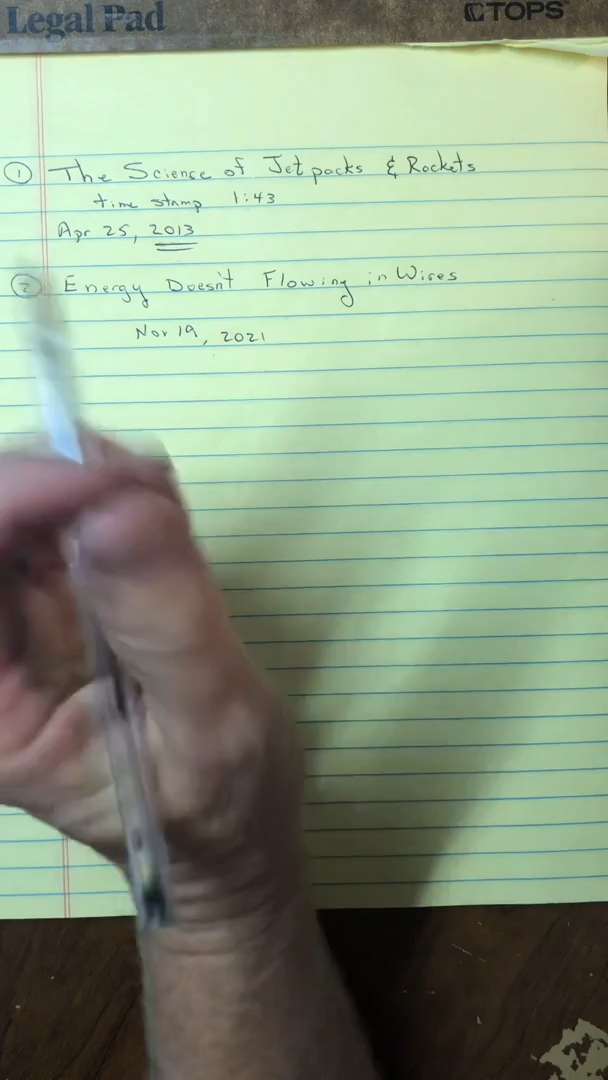 Legal Pad TOPS
① The Science of Jetpacks & Rockets
time stamp 1:43
Apr 25, 2013
② Energy Doesn't Flowing in Wires
Nov 19, 2021